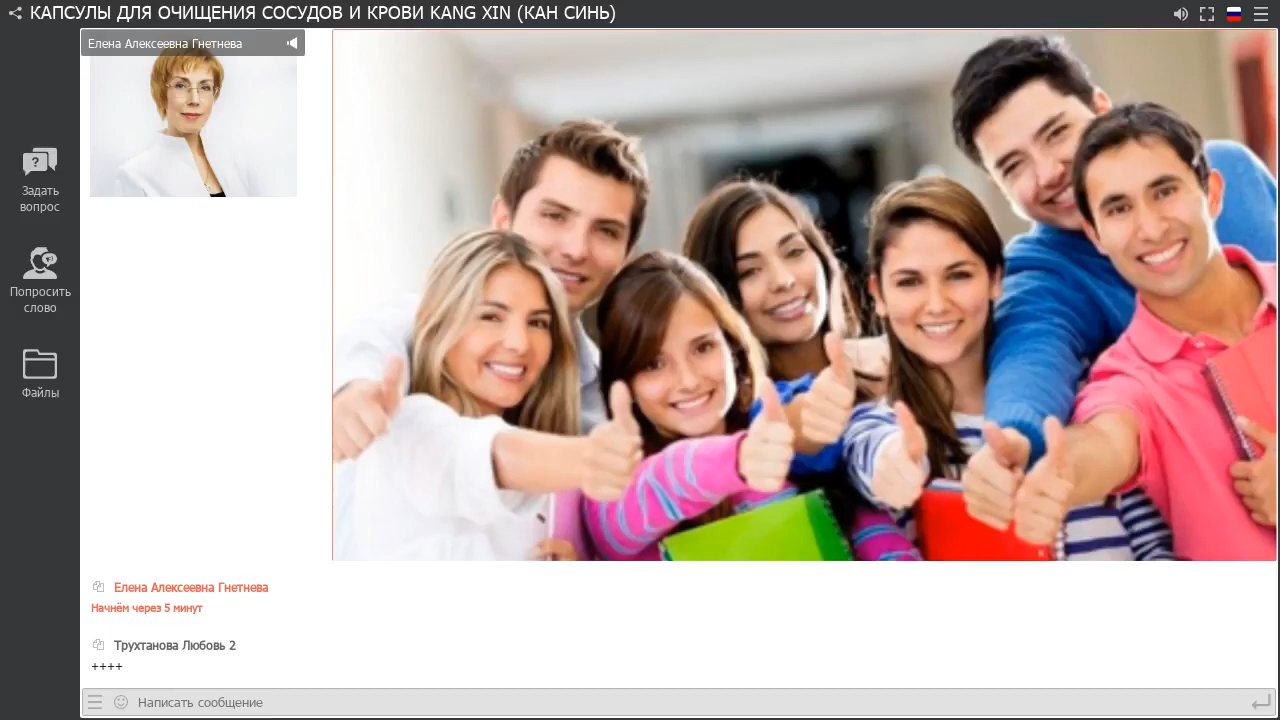 КАПСУЛЫ ДЛЯ ОЧИЩЕНИЯ СОСУДОВ И КРОВИ KANG XIN (КАН СИНЬ)
Елена Алексеевна Гнетнева
Задать
вопрос
Попросить
слово
Файлы
Елена Алексеевна Гнетнева
Начнём через 5 минут
Трухтанова Любовь 2
++++
Написать сообщение